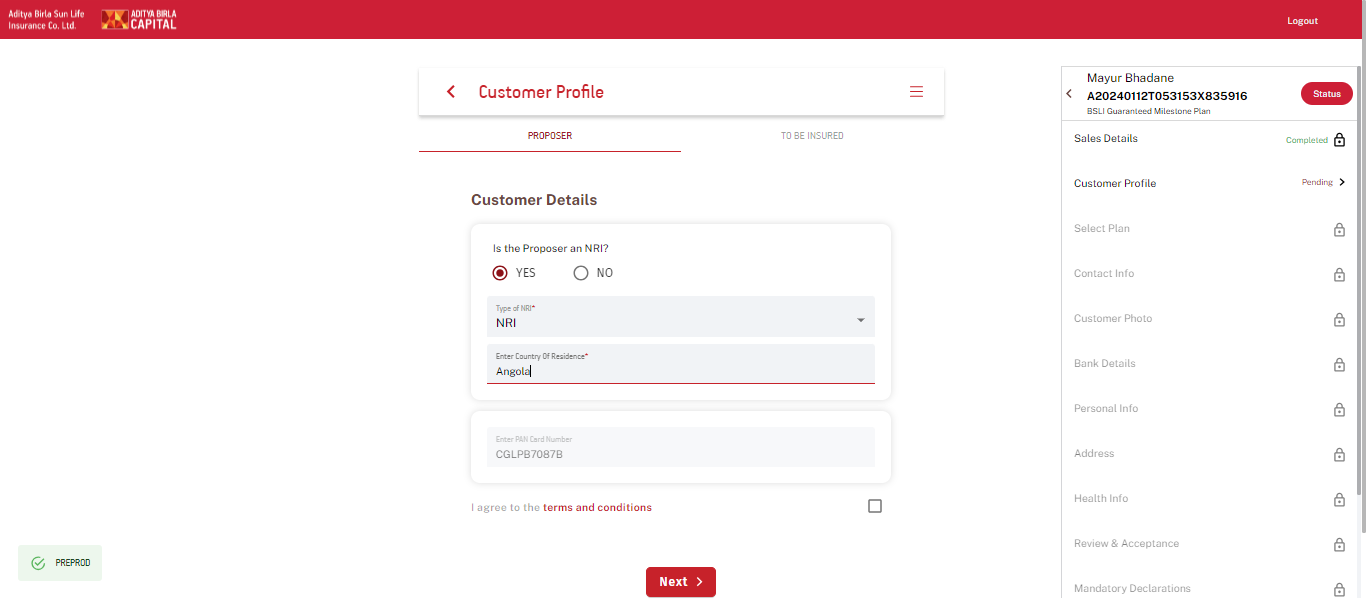 Aditya Birla Sun Life
Insurance Co. Ltd.
ADITYA BIRLA
CAPITAL
Logout
Customer Profile
PROPOSER
TO BE INSURED
Customer Details
Is the Proposer an NRI?
YES
NO
Type of NRI*
NRI
Enter Country Of Residence*
Angola
Enter PAN Card Number
CGLPB7087B
I agree to the terms and conditions
Next
PREPROD
Mayur Bhadane
A20240112T053153X835916
BSLI Guaranteed Milestone Plan
Status
Sales Details
Completed
Customer Profile
Pending
Select Plan
Contact Info
Customer Photo
Bank Details
Personal Info
Address
Health Info
Review & Acceptance
Mandatory Declarations